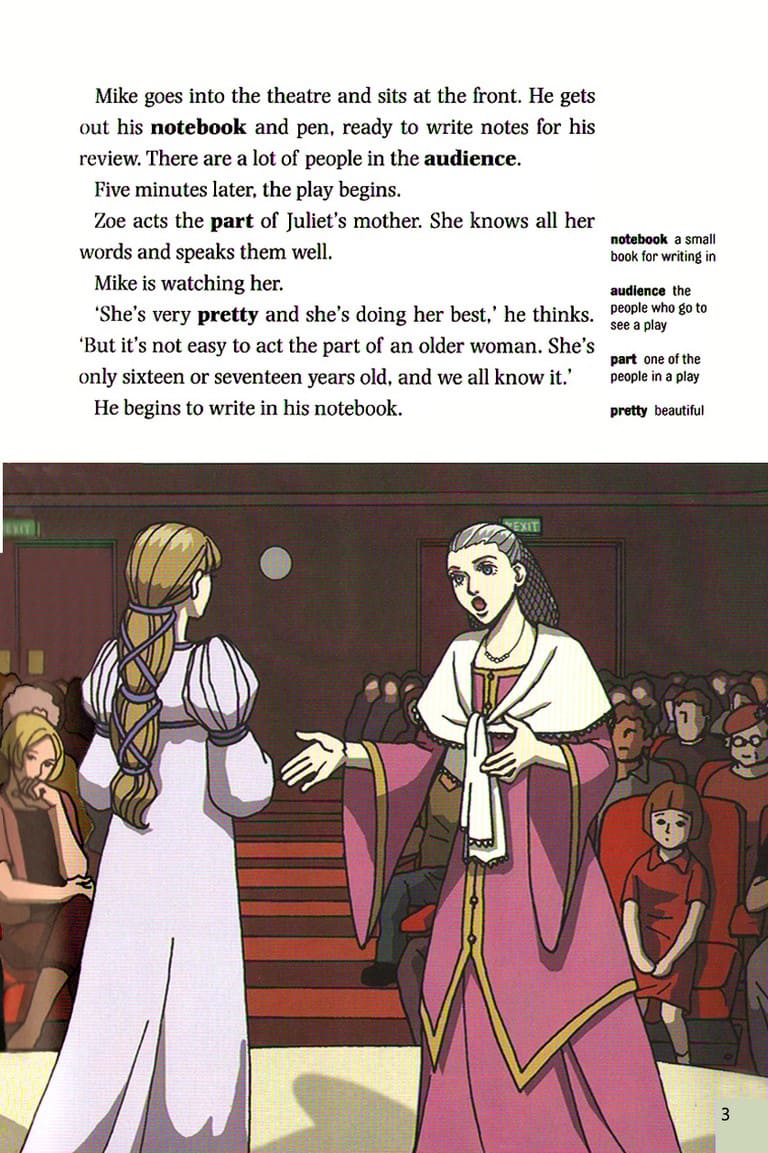 Mike goes into the theatre and sits at the front. He gets
out his notebook and pen, ready to write notes for his
review. There are a lot of people in the audience.
Five minutes later, the play begins.
Zoe acts the part of Juliet's mother. She knows all her
words and speaks them well.
Mike is watching her.
‘She's very pretty and she's doing her best,’ he thinks.
‘But it's not easy to act the part of an older woman. She's
only sixteen or seventeen years old, and we all know it.’
He begins to write in his notebook.
notebook a small
book for writing in
audience the
people who go to
see a play
part one of the
people in a play
pretty beautiful
EXIT
EXIT
3